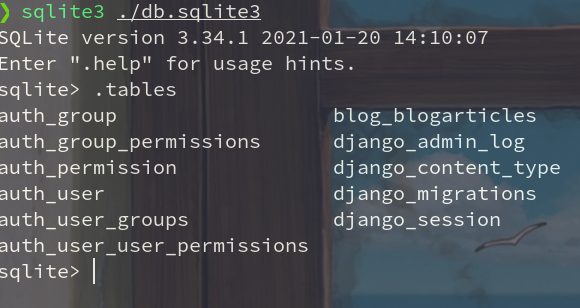 ❯ sqlite3 ./db.sqlite3
SQLite version 3.34.1 2021-01-20 14:10:07
Enter ".help" for usage hints.
sqlite> .tables
auth_group                  blog_blogarticles
auth_group_permissions      django_admin_log
auth_permission             django_content_type
auth_user                   django_migrations
auth_user_groups            django_session
auth_user_user_permissions
sqlite>